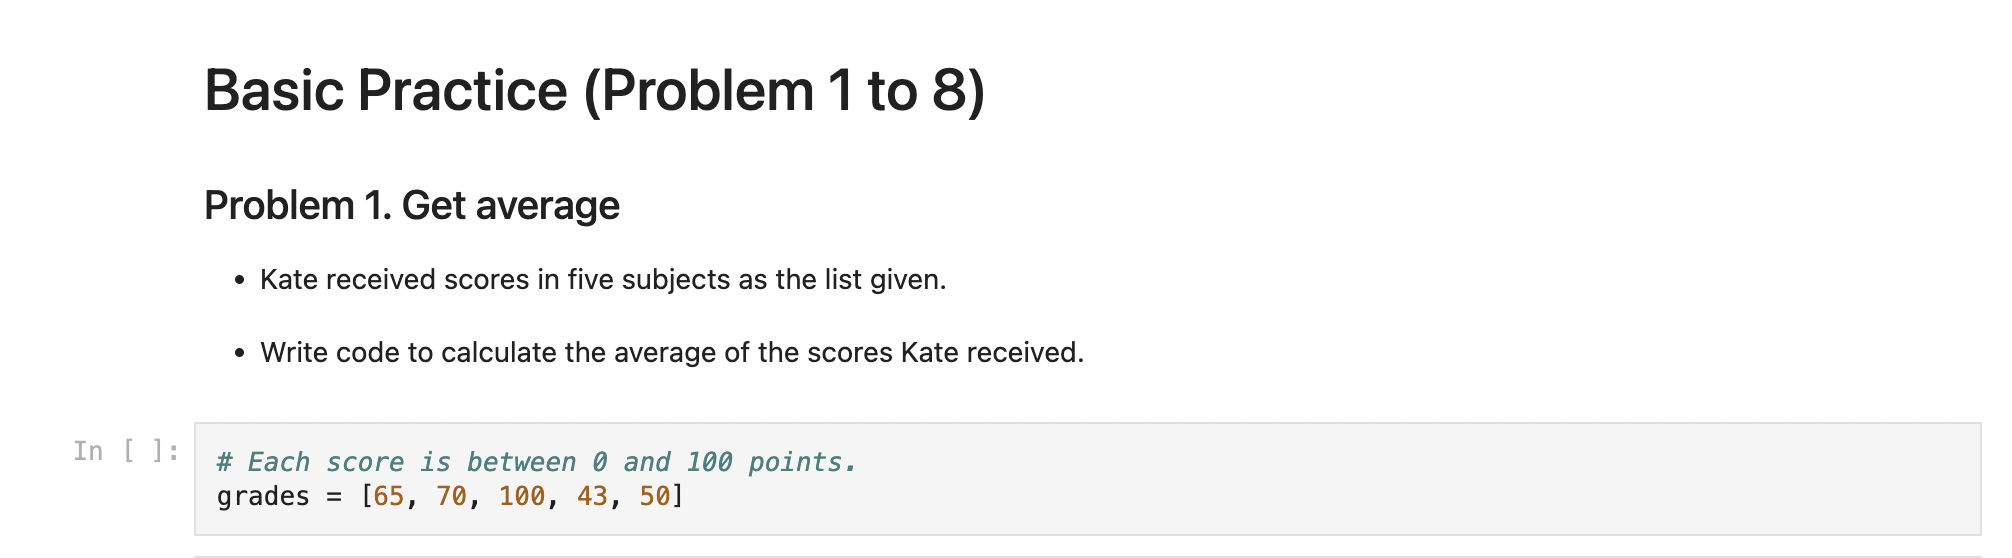 Basic Practice (Problem 1 to 8)
Problem 1. Get average
• Kate received scores in five subjects as the list given.
• Write code to calculate the average of the scores Kate received.
In [ ]:
# Each score is between 0 and 100 points.
grades = [65, 70, 100, 43, 50]